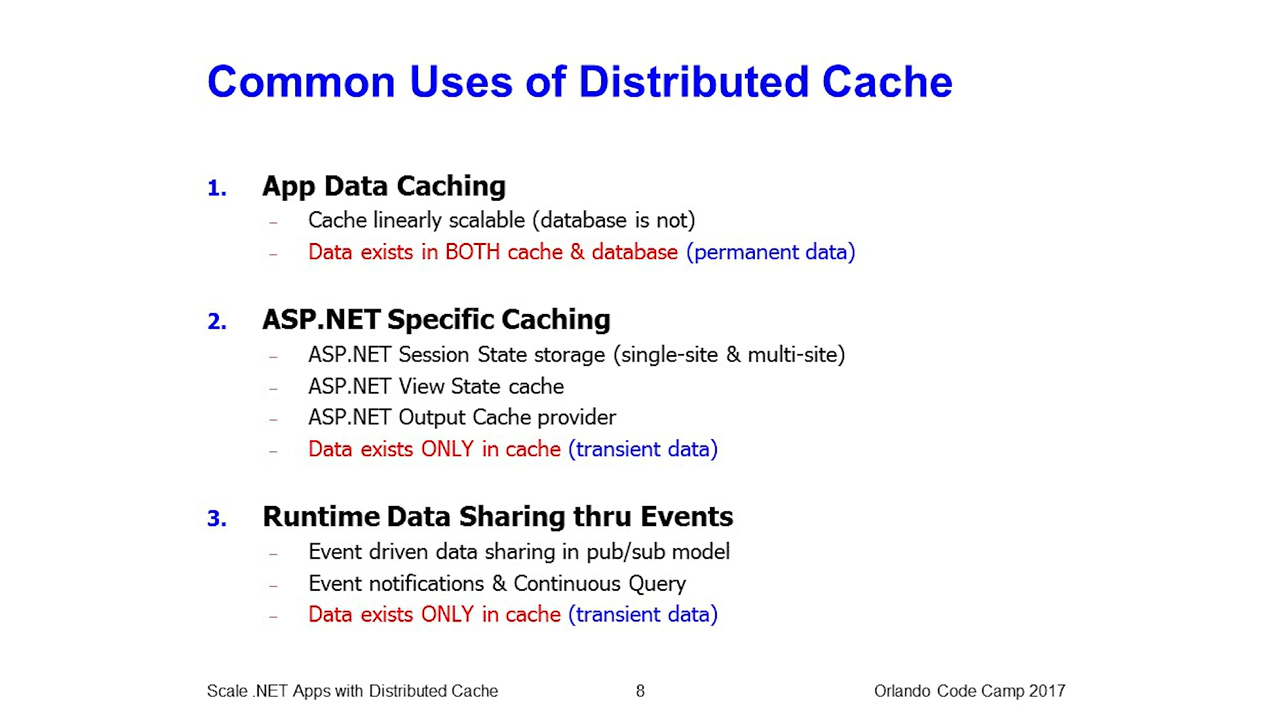 Common Uses of Distributed Cache
1. App Data Caching
– Cache linearly scalable (database is not)
– Data exists in BOTH cache & database (permanent data)
2. ASP.NET Specific Caching
– ASP.NET Session State storage (single-site & multi-site)
– ASP.NET View State cache
– ASP.NET Output Cache provider
– Data exists ONLY in cache (transient data)
3. Runtime Data Sharing thru Events
– Event driven data sharing in pub/sub model
– Event notifications & Continuous Query
– Data exists ONLY in cache (transient data)
Scale .NET Apps with Distributed Cache 8 Orlando Code Camp 2017